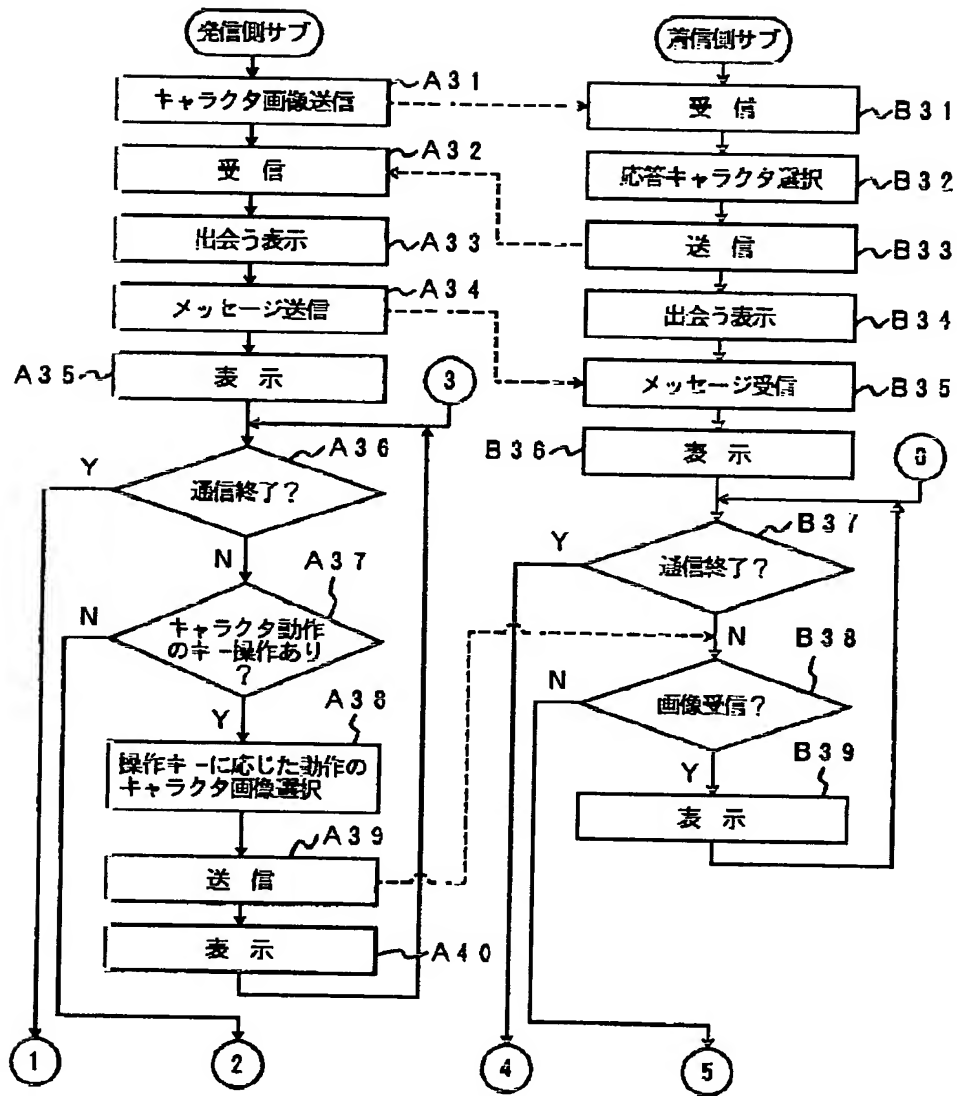 発信側サブ
キャラクタ画像送信
A31
受 信
A32
出会う表示
A33
メッセージ送信
A34
表 示
A35
3
通信終了?
A36
Y
N
キャラクタ動作
のキー操作あり
?
A37
N
Y
操作キーに応じた動作の
キャラクタ画像選択
A38
送 信
A39
表 示
A40
1
2
着信側サブ
受 信
B31
応答キャラクタ選択
B32
送 信
B33
出会う表示
B34
メッセージ受信
B35
表 示
B36
通信終了?
B37
Y
N
画像受信?
B38
N
Y
表 示
B39
4
5